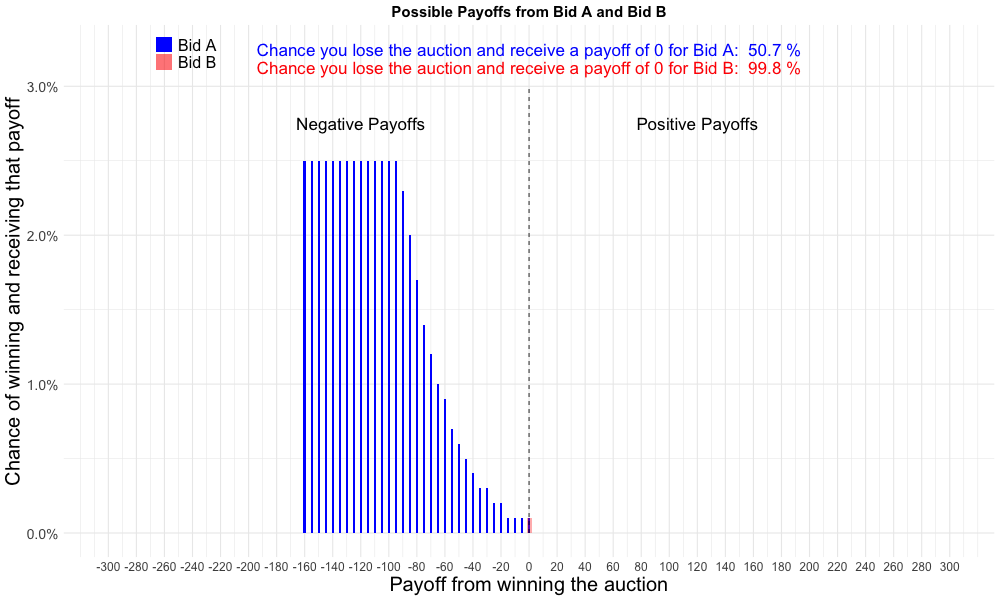 Possible Payoffs from Bid A and Bid B
Bid A
Bid B
Chance you lose the auction and receive a payoff of 0 for Bid A: 50.7 %
Chance you lose the auction and receive a payoff of 0 for Bid B: 99.8 %
Negative Payoffs
Positive Payoffs
Chance of winning and receiving that payoff
3.0%
2.0%
1.0%
0.0%
-300 -280 -260 -240 -220 -200 -180 -160 -140 -120 -100 -80 -60 -40 -20 0 20 40 60 80 100 120 140 160 180 200 220 240 260 280 300
Payoff from winning the auction